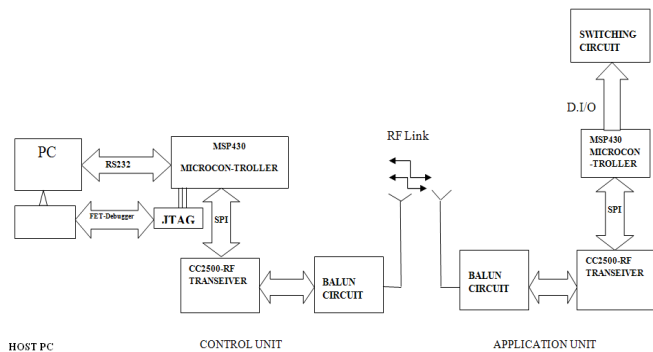 SWITCHING
CIRCUIT
D.I/O
RF Link
MSP430
MICROCON
-TROLLER
SPI
CC2500-RF
TRANSEIVER
BALUN
CIRCUIT
APPLICATION UNIT
MSP430
MICROCON-TROLLER
PC
RS232
FET-Debugger
JTAG
SPI
CC2500-RF
TRANSEIVER
BALUN
CIRCUIT
HOST PC
CONTROL UNIT